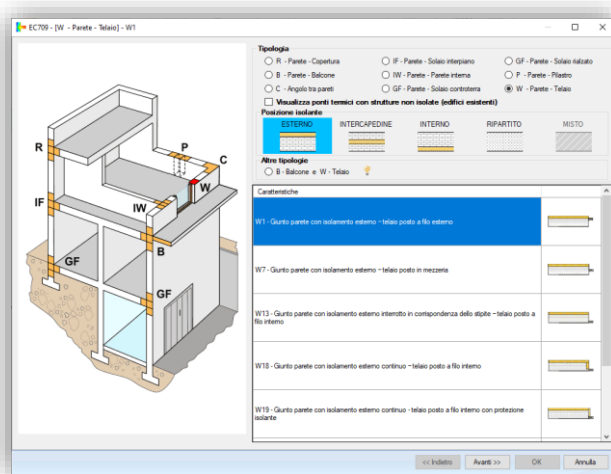 EC709 - [W - Parete - Telaio] - W1
Tipologia
R - Parete - Copertura
IF - Parete - Solaio interpiano
GF - Parete - Solaio rialzato
B - Parete - Balcone
IW - Parete - Parete interna
P - Parete - Pilastro
C - Angolo tra pareti
GF - Parete - Solaio controterra
W - Parete - Telaio
Visualizza ponti termici con strutture non isolate (edifici esistenti)
Posizione isolante
ESTERNO
INTERCAPEDINE
INTERNO
RIPARTITO
MISTO
Altre tipologie
B - Balcone e W - Telaio
Caratteristiche
W1 - Giunto parete con isolamento esterno - telaio posto a filo esterno
W7 - Giunto parete con isolamento esterno - telaio posto in mezzeria
W13 - Giunto parete con isolamento esterno interrotto in corrispondenza dello stipite - telaio posto a
filo interno
W18 - Giunto parete con isolamento esterno continuo - telaio posto a filo interno
W19 - Giunto parete con isolamento esterno continuo - telaio posto a filo interno con protezione
isolante
R
P
C
W
IF
IW
B
GF
GF
<< Indietro
Avanti >>
OK
Annulla